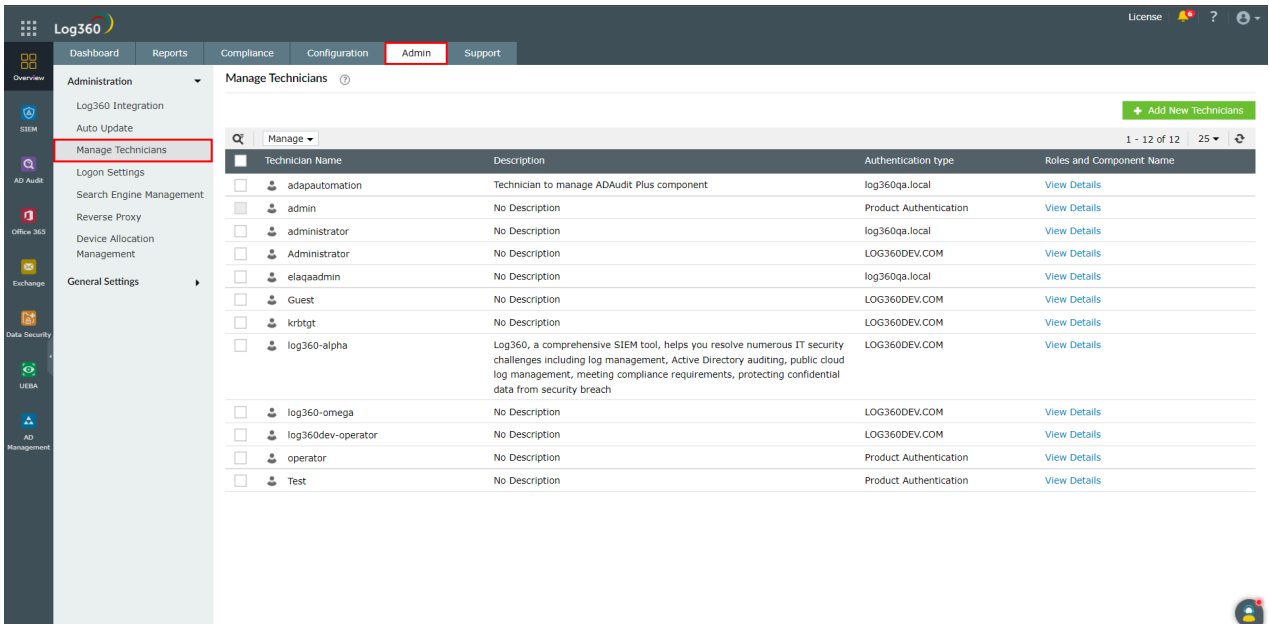 Log360
License 6 ?
Dashboard Reports Compliance Configuration Admin Support
Overview
SIEM
AD Audit
Office 365
Exchange
Data Security
UEBA
AD
Management
Administration
Log360 Integration
Auto Update
Manage Technicians
Logon Settings
Search Engine Management
Reverse Proxy
Device Allocation
Management
General Settings
Manage Technicians ?
+ Add New Technicians
Manage 1 - 12 of 12 25
Technician Name Description Authentication type Roles and Component Name
adapautomation Technician to manage ADAudit Plus component log360qa.local View Details
admin No Description Product Authentication View Details
administrator No Description log360qa.local View Details
Administrator No Description LOG360DEV.COM View Details
elaqaadmin No Description log360qa.local View Details
Guest No Description LOG360DEV.COM View Details
krbtgt No Description LOG360DEV.COM View Details
log360-alpha Log360, a comprehensive SIEM tool, helps you resolve numerous IT security LOG360DEV.COM View Details
challenges including log management, Active Directory auditing, public cloud
log management, meeting compliance requirements, protecting confidential
data from security breach
log360-omega No Description LOG360DEV.COM View Details
log360dev-operator No Description LOG360DEV.COM View Details
operator No Description Product Authentication View Details
Test No Description Product Authentication View Details